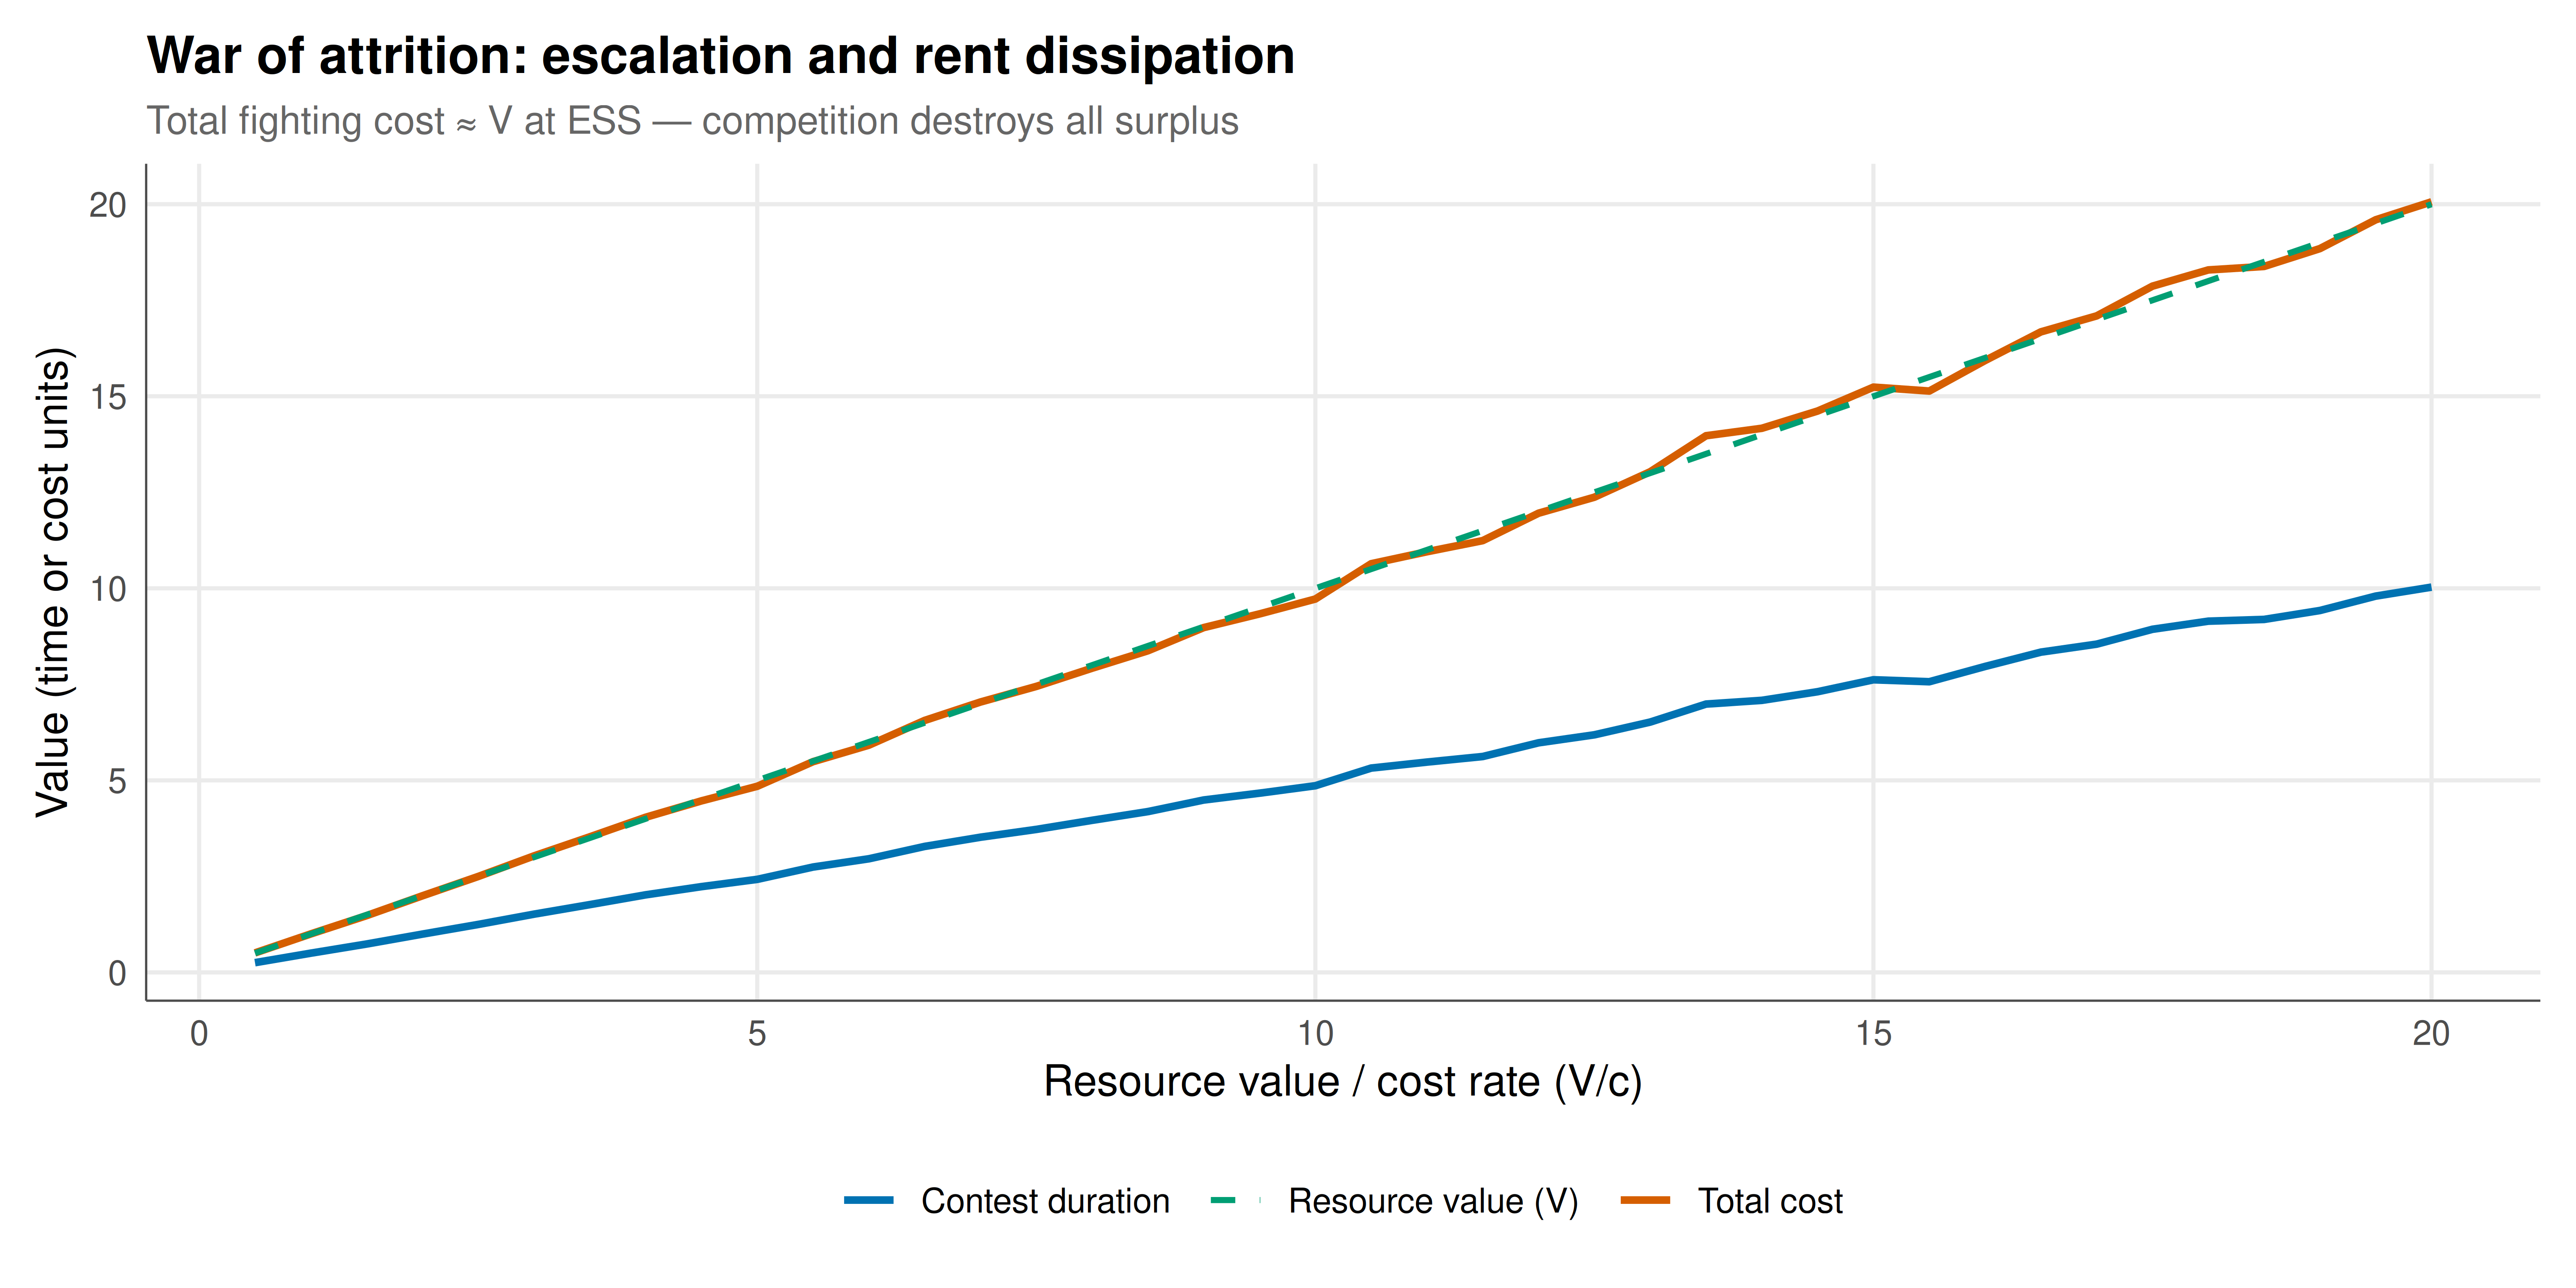 War of attrition: escalation and rent dissipation
Total fighting cost ≈ V at ESS — competition destroys all surplus
Value (time or cost units)
20
15
10
5
0
0
5
10
15
20
Resource value / cost rate (V/c)
Contest duration
Resource value (V)
Total cost